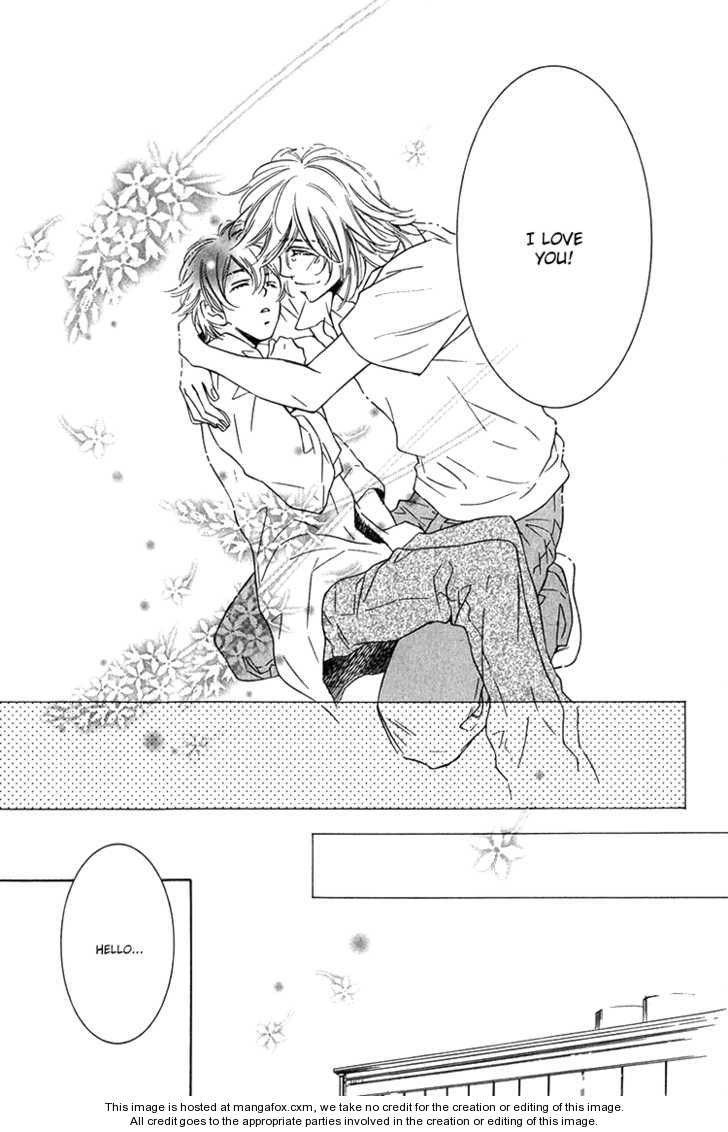 I LOVE
YOU!
HELLO...
This image is hosted at mangafox.cxm, we take no credit for the creation or editing of this image.
All credit goes to the appropriate parties involved in the creation or editing of this image.